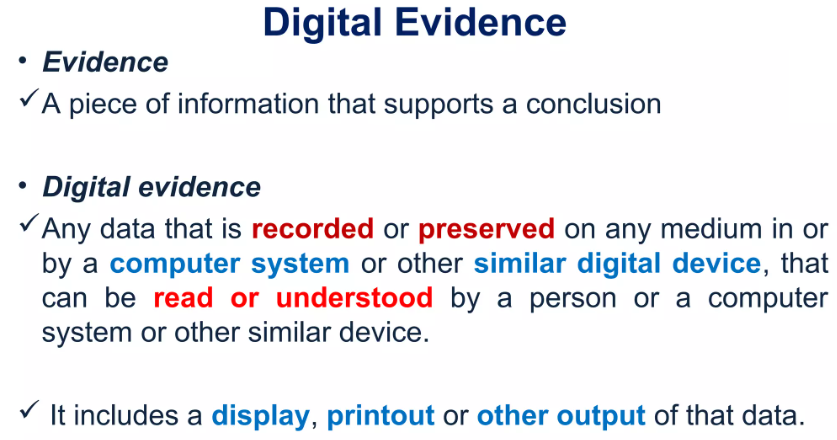 Digital Evidence
• Evidence
✓A piece of information that supports a conclusion
• Digital evidence
✓Any data that is recorded or preserved on any medium in or
by a computer system or other similar digital device, that
can be read or understood by a person or a computer
system or other similar device.
✓ It includes a display, printout or other output of that data.